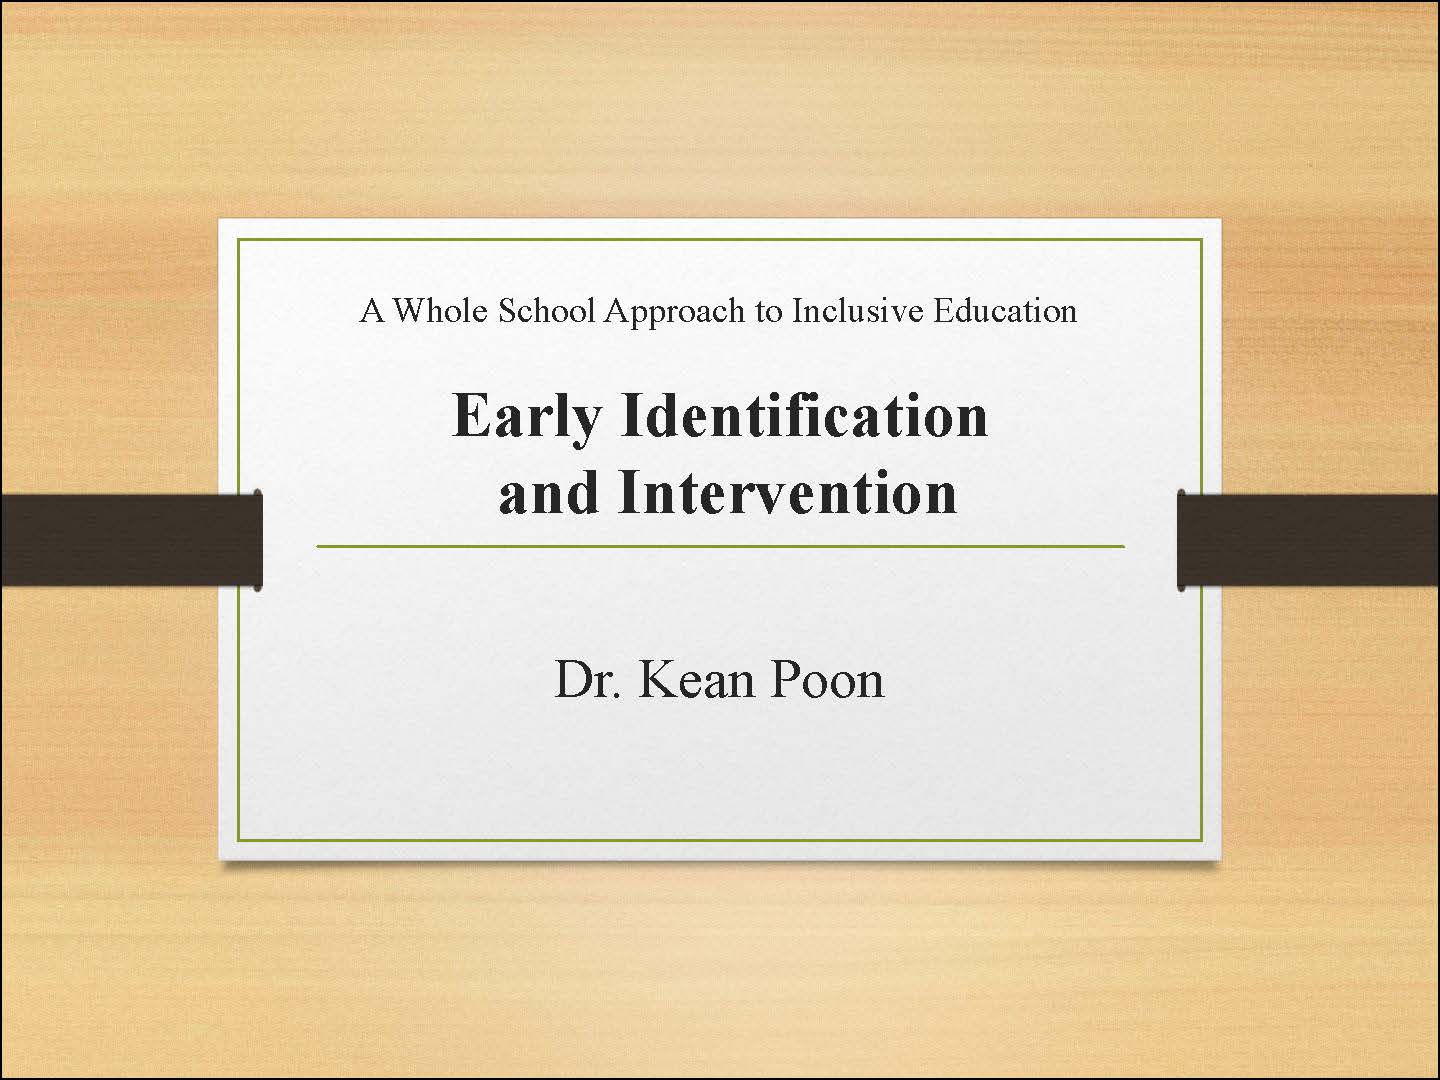 A Whole School Approach to Inclusive Education
Early Identification
and Intervention
Dr. Kean Poon